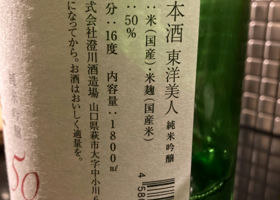 本酒 東洋美人 純米吟醸
：米（国産）・米麹（国産米）
：50％
分：16度 内容量：1800㎖
式会社澄川酒造場 山口県萩市大字中小川6
になってから。お酒はおいしく適量を。
50
4 58